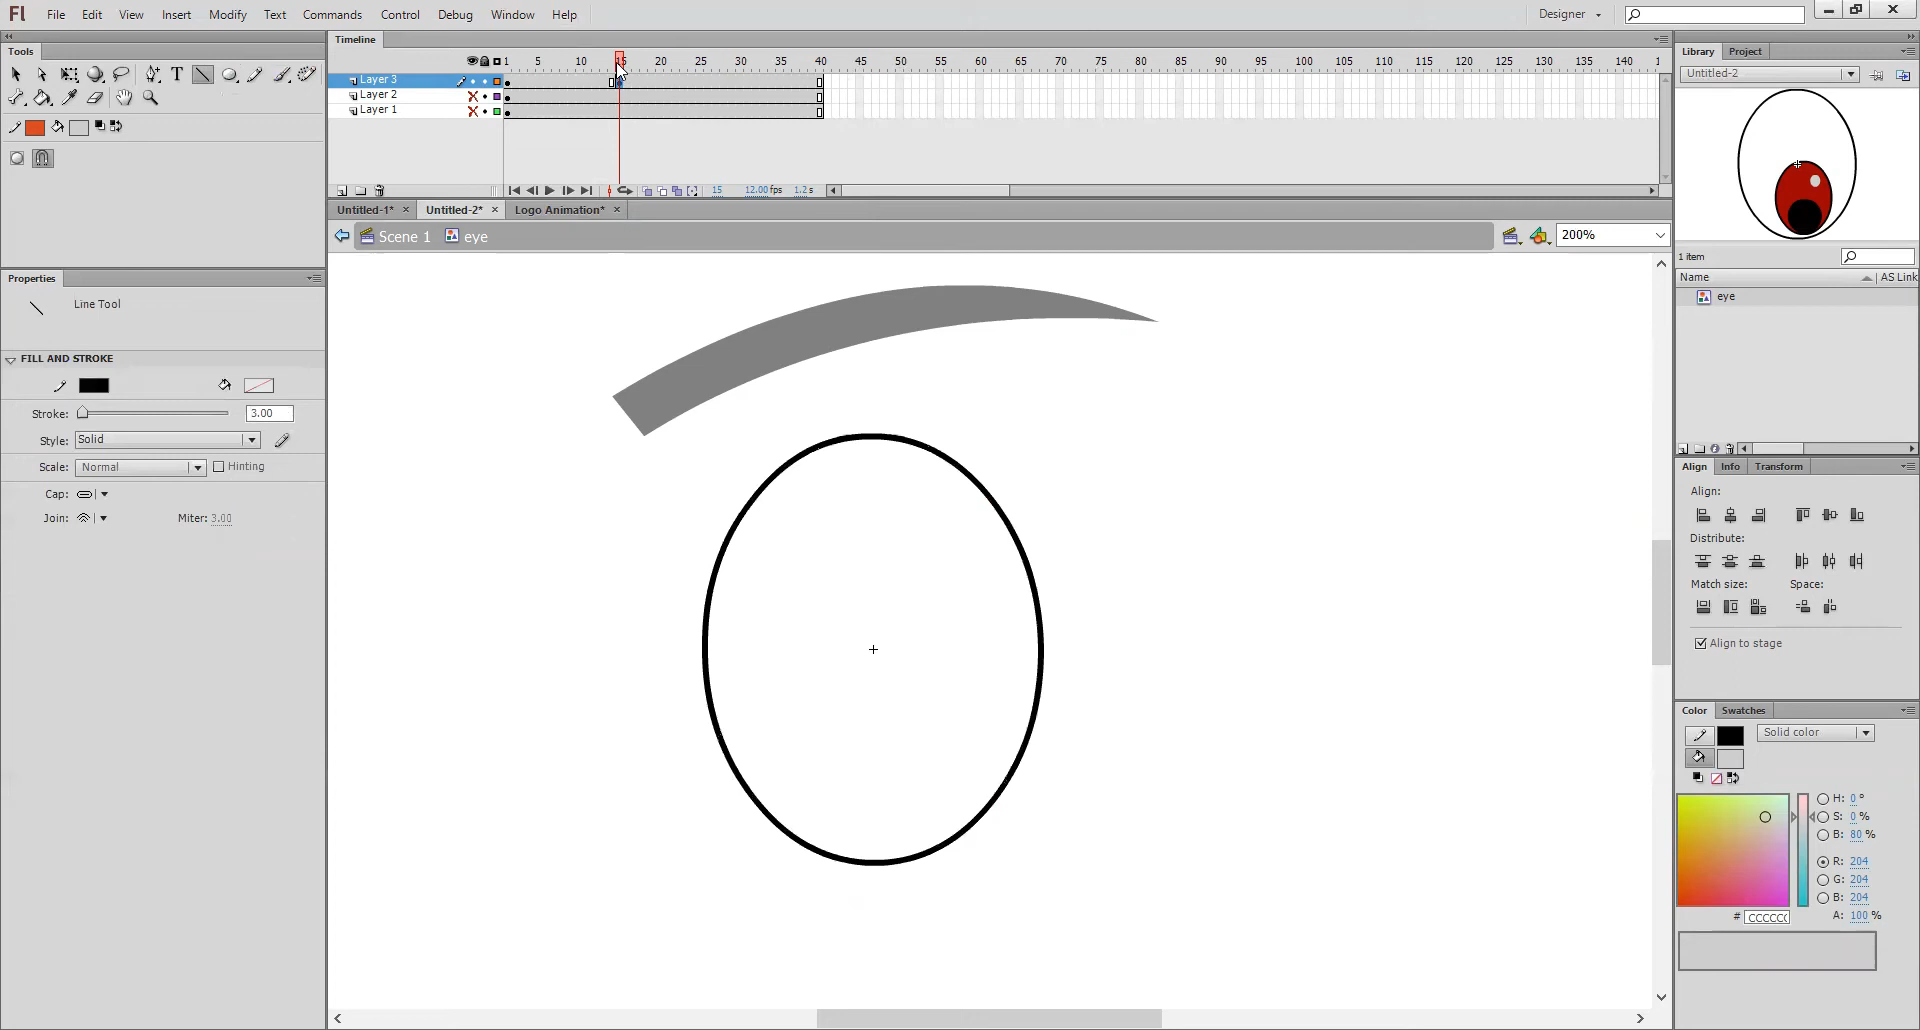 Fl File Edit View Insert Modify Text Commands Control Debug Window Help Designer
Tools
Timeline
Library Project
1 5 10 15 20 25 30 35 40 45 50 55 60 65 70 75 80 85 90 95 100 105 110 115 120 125 130 135 140 1
Layer 3
Layer 2
Layer 1
15 12.00 fps 1.2 s
Untitled-1* × Untitled-2* × Logo Animation* ×
Scene 1 eye 200%
Untitled-2
1 item
Name AS Link
eye
Properties
Line Tool
FILL AND STROKE
Stroke: 3.00
Style: Solid
Scale: Normal Hinting
Cap:
Join: Miter: 3.00
Align Info Transform
Align:
Distribute:
Match size: Space:
Align to stage
Color Swatches
Solid color
H: 0 °
S: 0 %
B: 80 %
R: 204
G: 204
B: 204
# CCCCCC A: 100 %